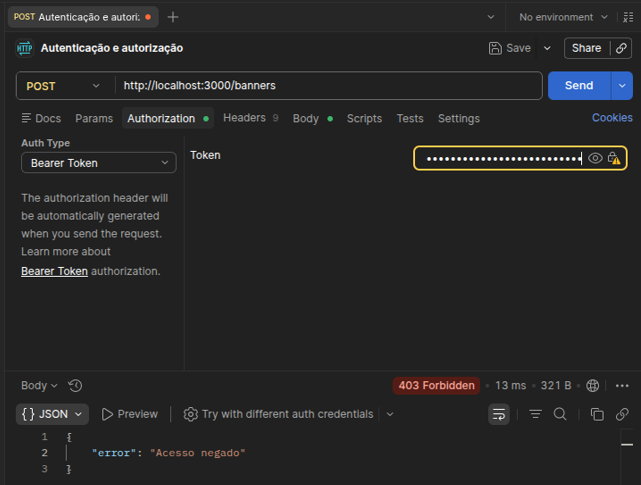 POST Autenticação e autori:
No environment
HTTP Autenticação e autorização
Save
Share
POST
http://localhost:3000/banners
Send
Docs
Params
Authorization
Headers 9
Body
Scripts
Tests
Settings
Cookies
Auth Type
Bearer Token
Token
The authorization header will
be automatically generated
when you send the request.
Learn more about
Bearer Token authorization.
Body
403 Forbidden • 13 ms • 321 B
{} JSON
Preview
Try with different auth credentials
1 {
2 "error": "Acesso negado"
3 }